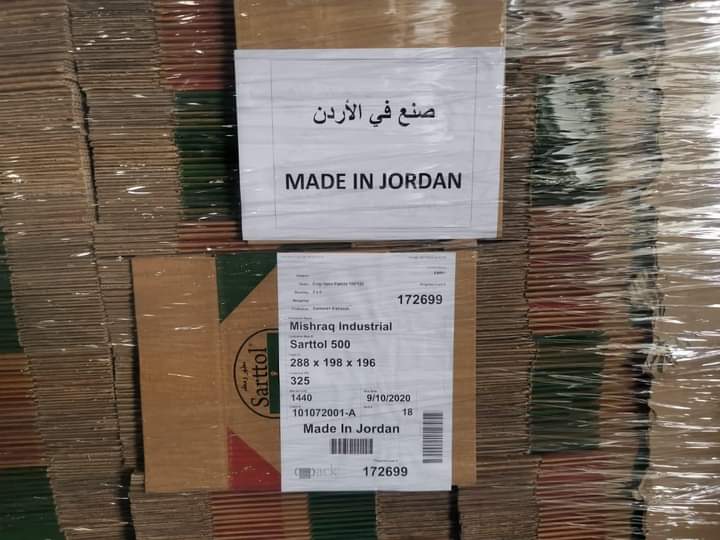 صنع في الأردن
MADE IN JORDAN
172699
Mishraq Industrial
Sarttol 500
288 x 198 x 196
325
1440 9/10/2020
101072001-A 18
Made In Jordan
172699
Sarttol